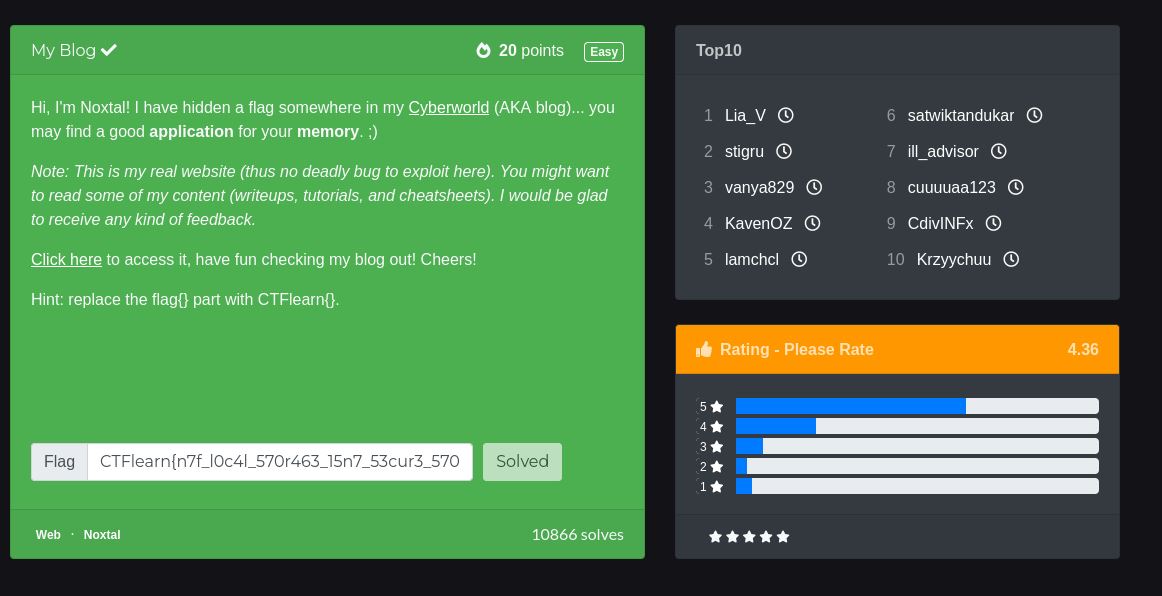 My Blog
20 points Easy
Hi, I'm Noxtal! I have hidden a flag somewhere in my Cyberworld (AKA blog)... you
may find a good application for your memory. ;)
Note: This is my real website (thus no deadly bug to exploit here). You might want
to read some of my content (writeups, tutorials, and cheatsheets). I would be glad
to receive any kind of feedback.
Click here to access it, have fun checking my blog out! Cheers!
Hint: replace the flag{} part with CTFlearn{}.
Flag CTFlearn{n7f_l0c4l_570r463_15n7_53cur3_570 Solved
Web · Noxtal 10866 solves
Top10
1 Lia_V
2 stigru
3 vanya829
4 KavenOZ
5 lamchcl
6 satwiktandukar
7 ill_advisor
8 cuuuuaa123
9 CdivINFx
10 Krzyychuu
Rating - Please Rate 4.36
5
4
3
2
1